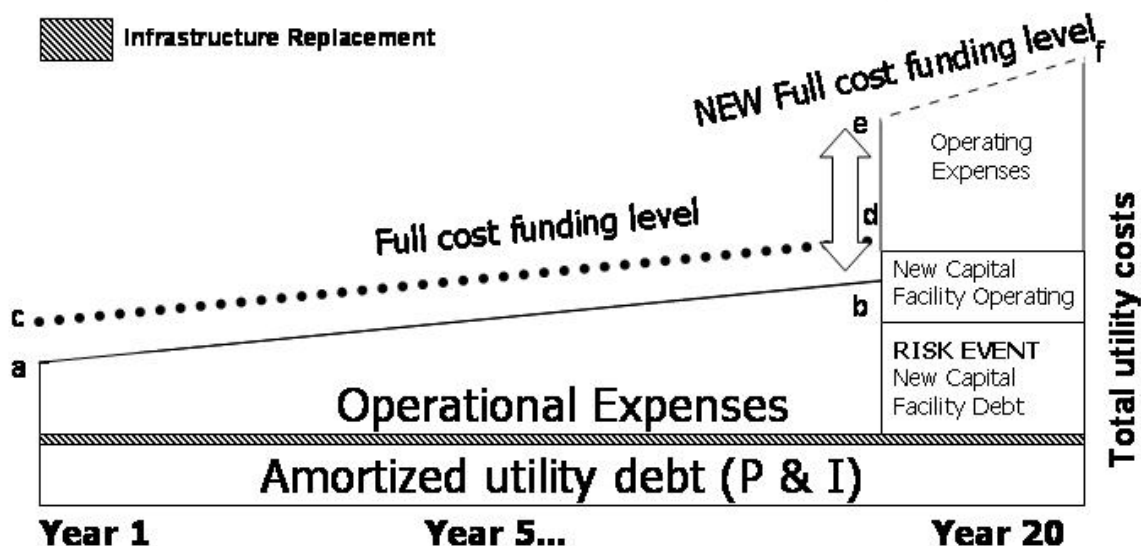 Infrastructure Replacement
NEW Full cost funding level
f
e
Operating
Expenses
d
Full cost funding level
New Capital
Facility Operating
c
b
a
RISK EVENT
New Capital
Facility Debt
Operational Expenses
Amortized utility debt (P & I)
Total utility costs
Year 1
Year 5...
Year 20